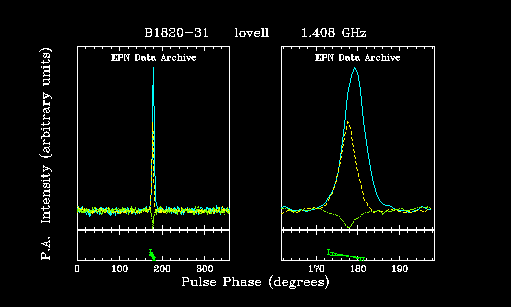 B1820-31 lovell 1.408 GHz
EPN Data Archive
EPN Data Archive
P.A. Intensity (arbitrary units)
0 100 200 300
170 180 190
Pulse Phase (degrees)